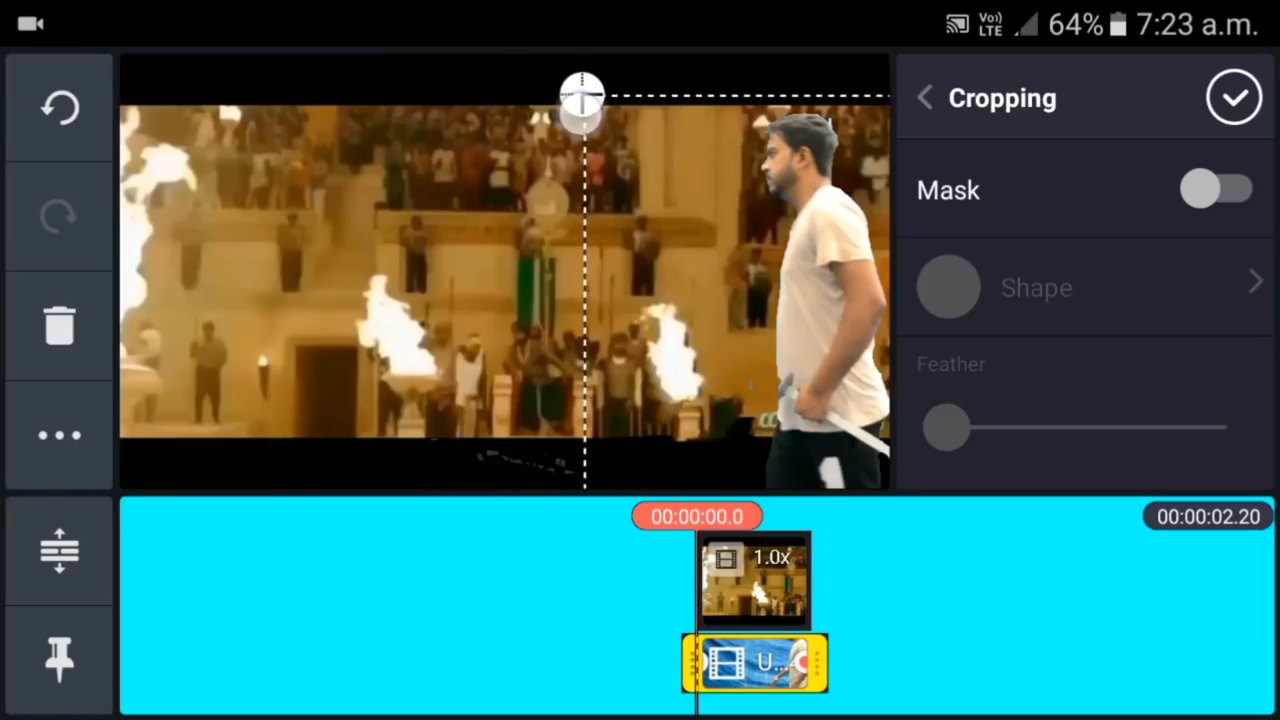 Vo)) LTE 64% 7:23 a.m.
Cropping
Mask
Shape
Feather
00:00:00.0
00:00:02.20
1.0x
U...